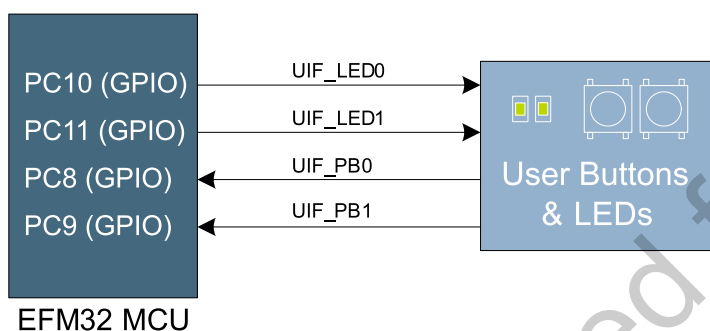 PC10 (GPIO)
UIF_LED0
PC11 (GPIO)
UIF_LED1
PC8 (GPIO)
UIF_PB0
PC9 (GPIO)
UIF_PB1
User Buttons
& LEDs
EFM32 MCU